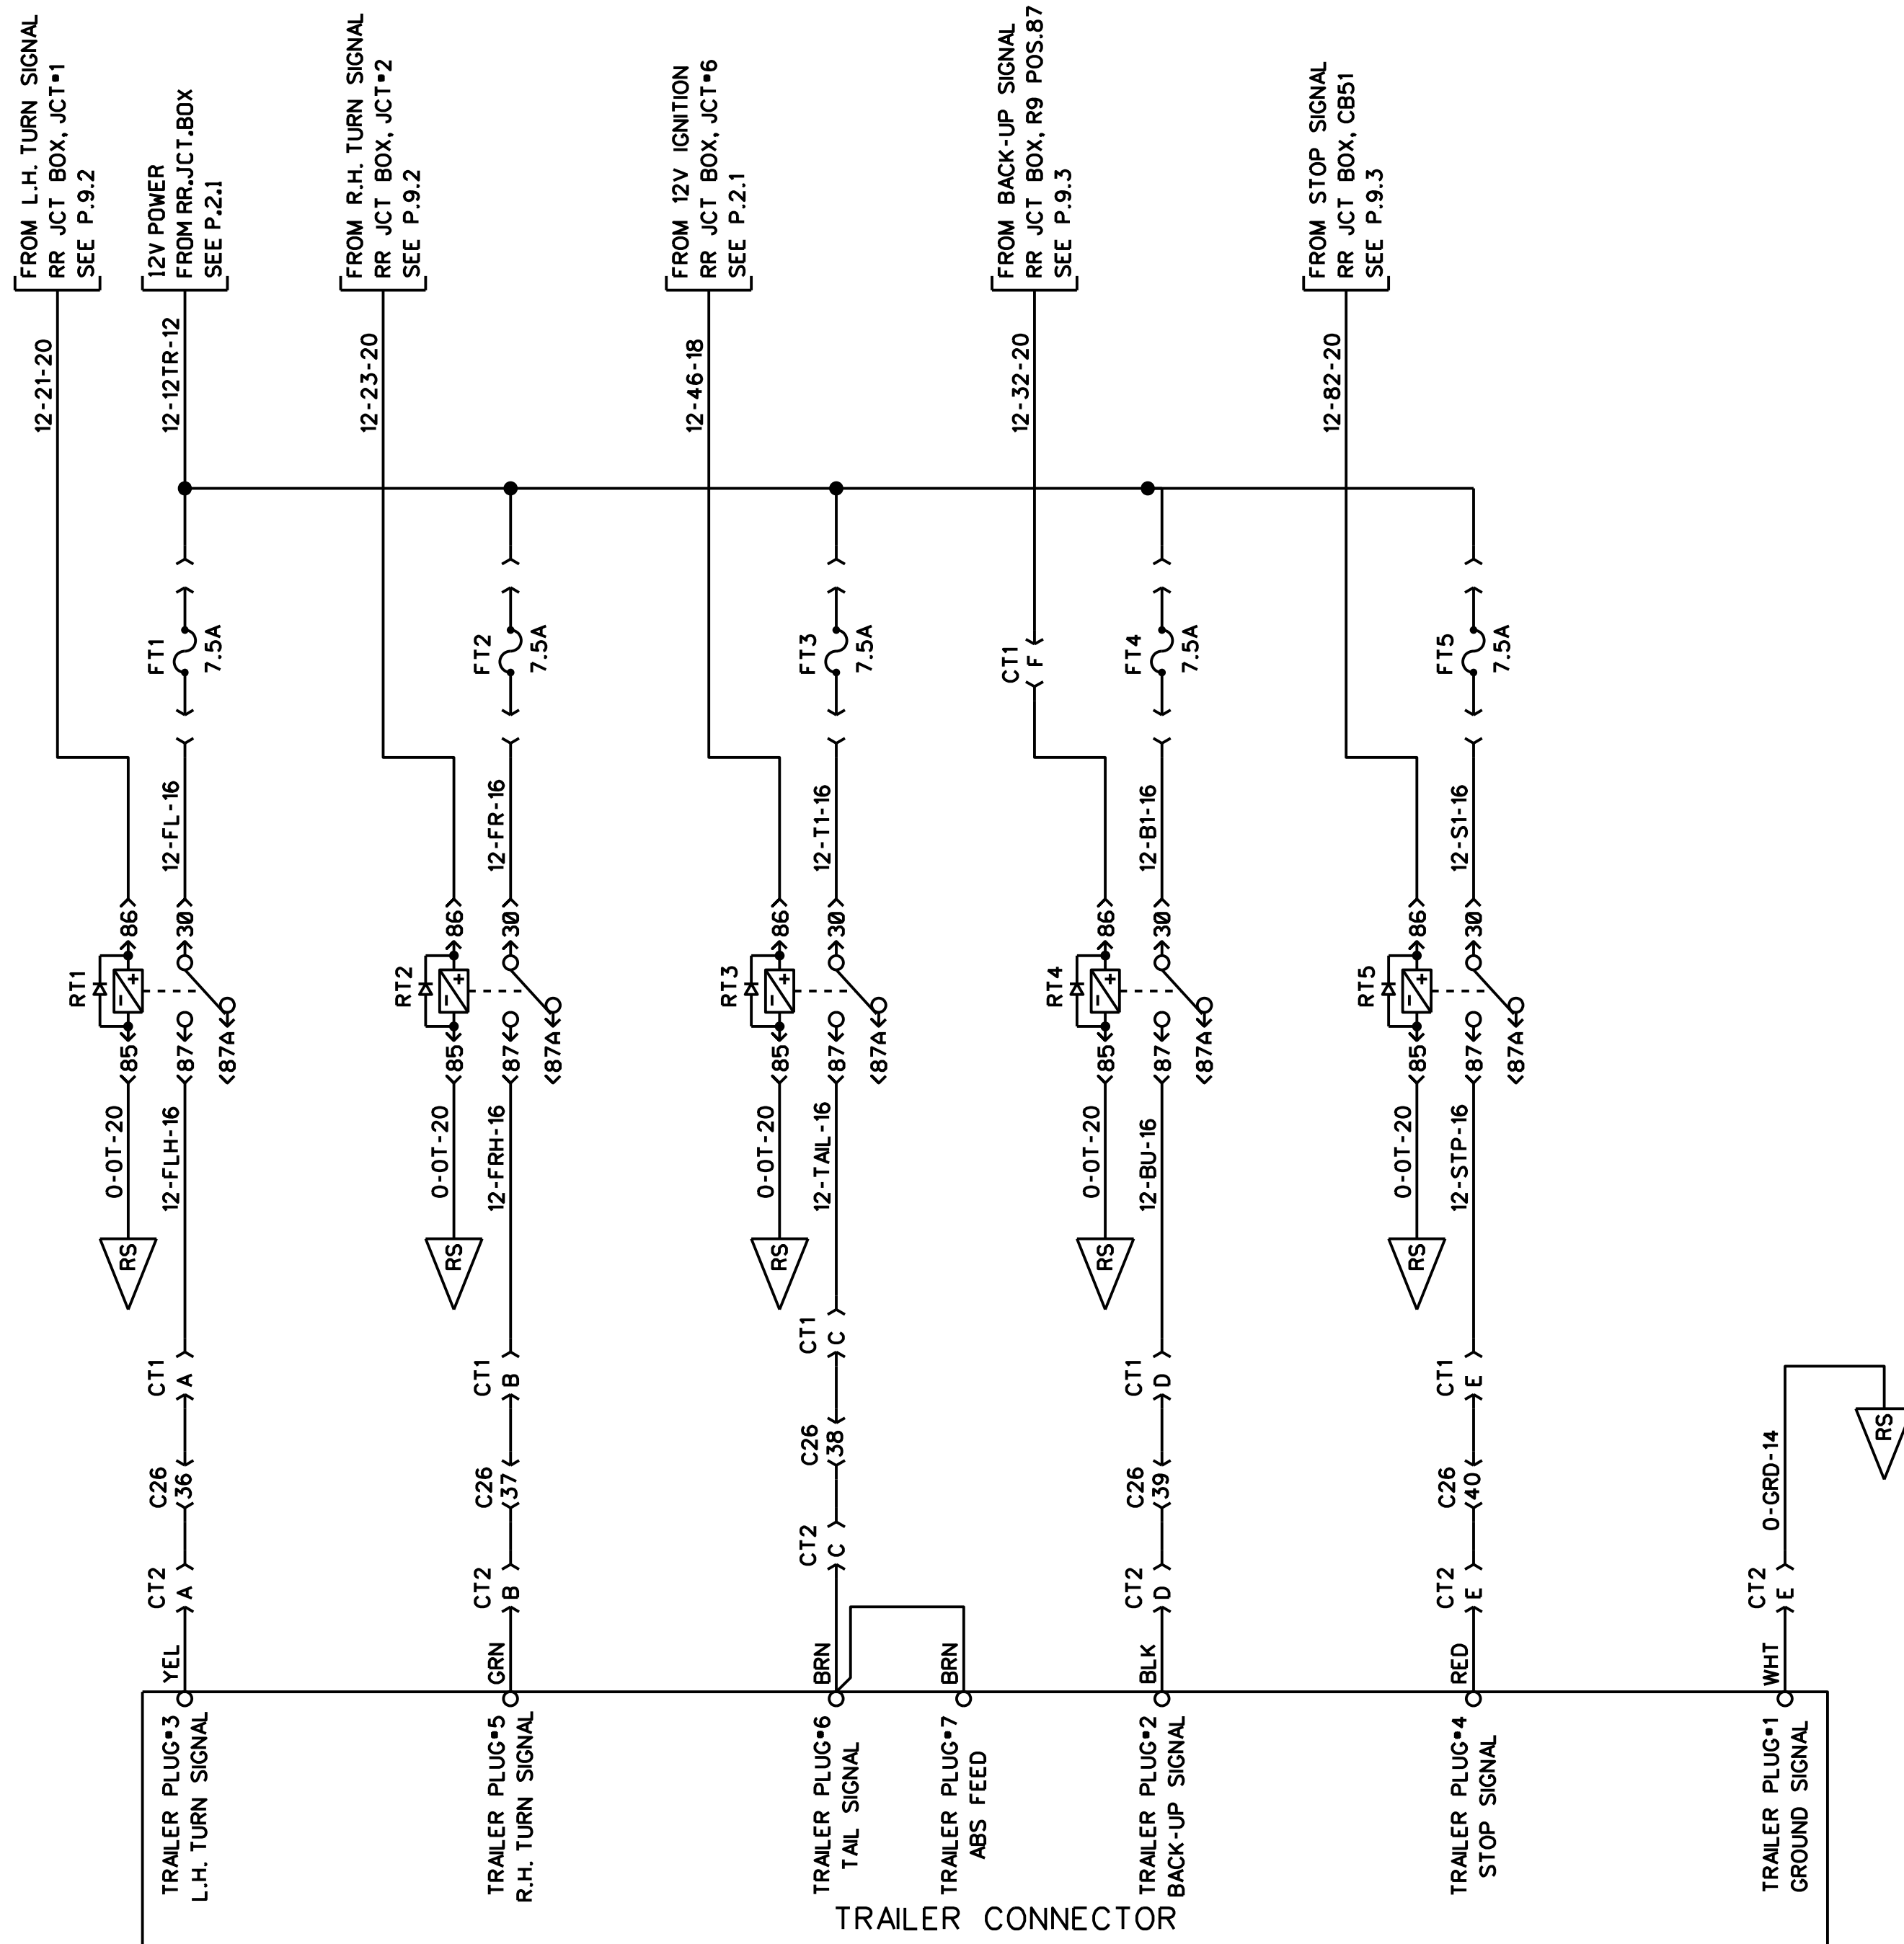 FROM L.H. TURN SIGNAL
RR JCT BOX, JCT•1
SEE P.9.2
12V POWER
FROM RR.JCT.BOX
SEE P.2.1
FROM R.H. TURN SIGNAL
RR JCT BOX, JCT•2
SEE P.9.2
FROM 12V IGNITION
RR JCT BOX, JCT•6
SEE P.2.1
FROM BACK-UP SIGNAL
RR JCT BOX, R9 POS.87
SEE P.9.3
FROM STOP SIGNAL
RR JCT BOX, CB51
SEE P.9.3
12-21-20
12-12TR-12
12-23-20
12-46-18
12-32-20
12-82-20
FT1
7.5A
FT2
7.5A
FT3
7.5A
CT1
F
FT4
7.5A
FT5
7.5A
12-FL-16
12-FR-16
12-T1-16
12-B1-16
12-S1-16
RT1
86
30
85
87
87A
RT2
86
30
85
87
87A
RT3
86
30
85
87
87A
RT4
86
30
85
87
87A
RT5
86
30
85
87
87A
0-0T-20
12-FLH-16
0-0T-20
12-FRH-16
0-0T-20
12-TAIL-16
0-0T-20
12-BU-16
0-0T-20
12-STP-16
RS
RS
RS
RS
RS
CT1
A
CT1
B
CT1
C
CT1
D
CT1
E
C26
36
C26
37
C26
38
C26
39
C26
40
0-GRD-14
RS
CT2
A
CT2
B
CT2
C
CT2
D
CT2
E
CT2
E
YEL
GRN
BRN
BRN
BLK
RED
WHT
TRAILER PLUG•3
L.H. TURN SIGNAL
TRAILER PLUG•5
R.H. TURN SIGNAL
TRAILER PLUG•6
TAIL SIGNAL
TRAILER PLUG•7
ABS FEED
TRAILER PLUG•2
BACK-UP SIGNAL
TRAILER PLUG•4
STOP SIGNAL
TRAILER PLUG•1
GROUND SIGNAL
TRAILER CONNECTOR